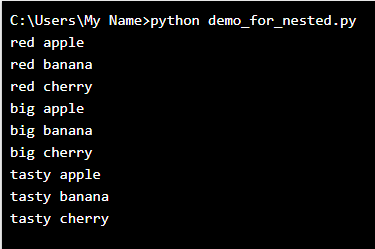 C:\Users\My Name>python demo_for_nested.py
red apple
red banana
red cherry
big apple
big banana
big cherry
tasty apple
tasty banana
tasty cherry